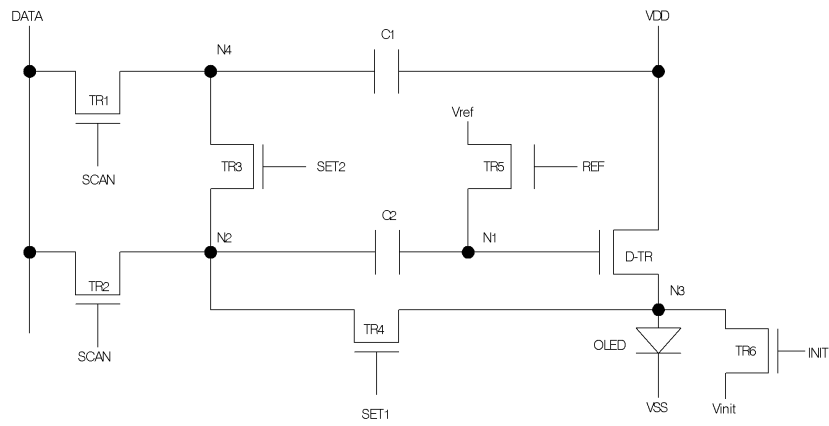 DATA
VDD
C1
N4
TR1
Vref
TR3
SET2
TR5
REF
SCAN
C2
N2
N1
D-TR
TR2
N3
TR4
OLED
TR6
INIT
SCAN
SET1
VSS
Vinit